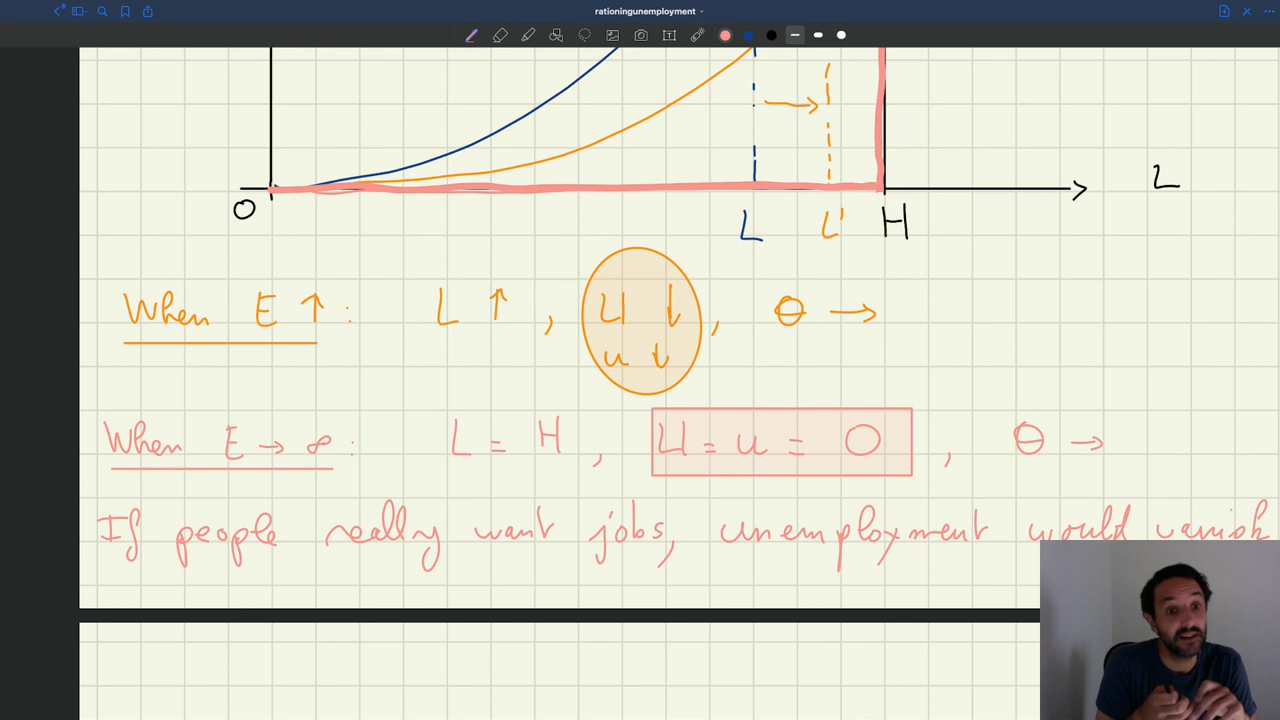 rationingunemployment
L
O
L L' H
When E ↑ : L ↑ , U ↓ , θ →
u ↓
When E → ∞ : L = H , U = u = 0 , θ →
If people really want jobs, unemployment would vanish